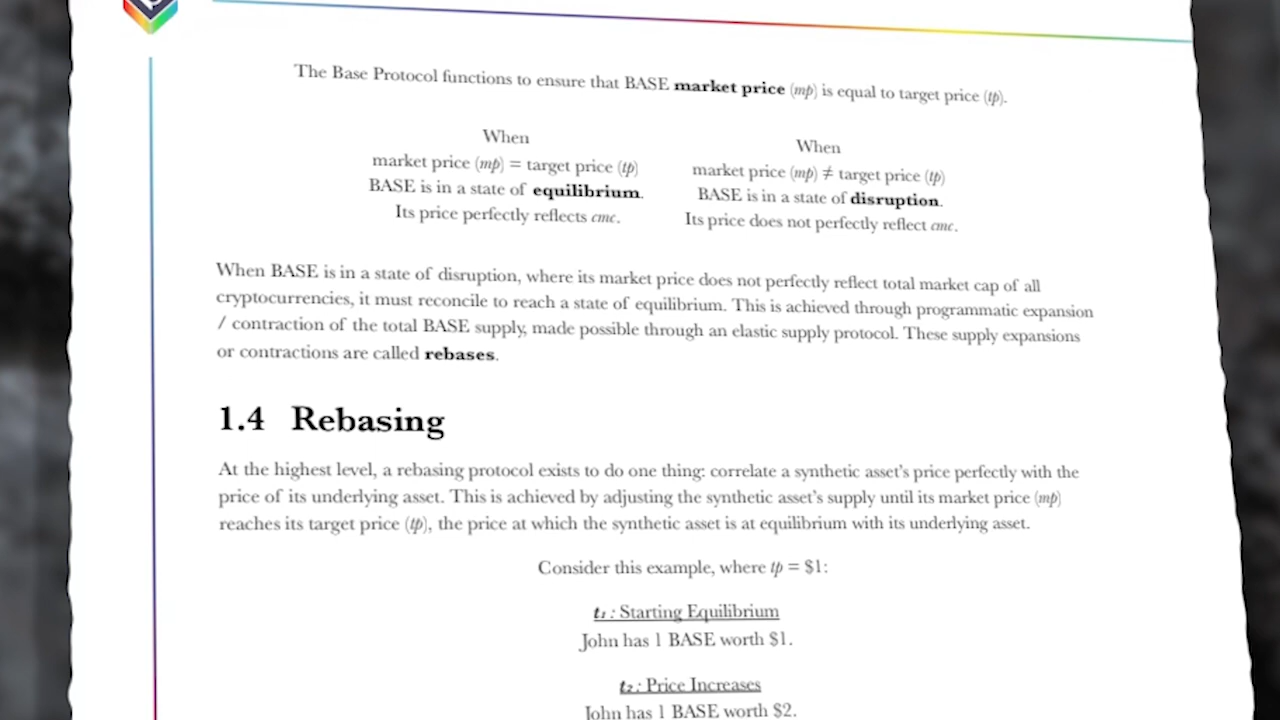 The Base Protocol functions to ensure that BASE market price (mp) is equal to target price (tp).
When
market price (mp) = target price (tp)
BASE is in a state of equilibrium.
Its price perfectly reflects cmc.
When
market price (mp) ≠ target price (tp)
BASE is in a state of disruption.
Its price does not perfectly reflect cmc.
When BASE is in a state of disruption, where its market price does not perfectly reflect total market cap of all
cryptocurrencies, it must reconcile to reach a state of equilibrium. This is achieved through programmatic expansion
/ contraction of the total BASE supply, made possible through an elastic supply protocol. These supply expansions
or contractions are called rebases.
1.4 Rebasing
At the highest level, a rebasing protocol exists to do one thing: correlate a synthetic asset's price perfectly with the
price of its underlying asset. This is achieved by adjusting the synthetic asset's supply until its market price (mp)
reaches its target price (tp), the price at which the synthetic asset is at equilibrium with its underlying asset.
Consider this example, where tp = $1:
t₁ : Starting Equilibrium
John has 1 BASE worth $1.
t₂ : Price Increases
John has 1 BASE worth $2.